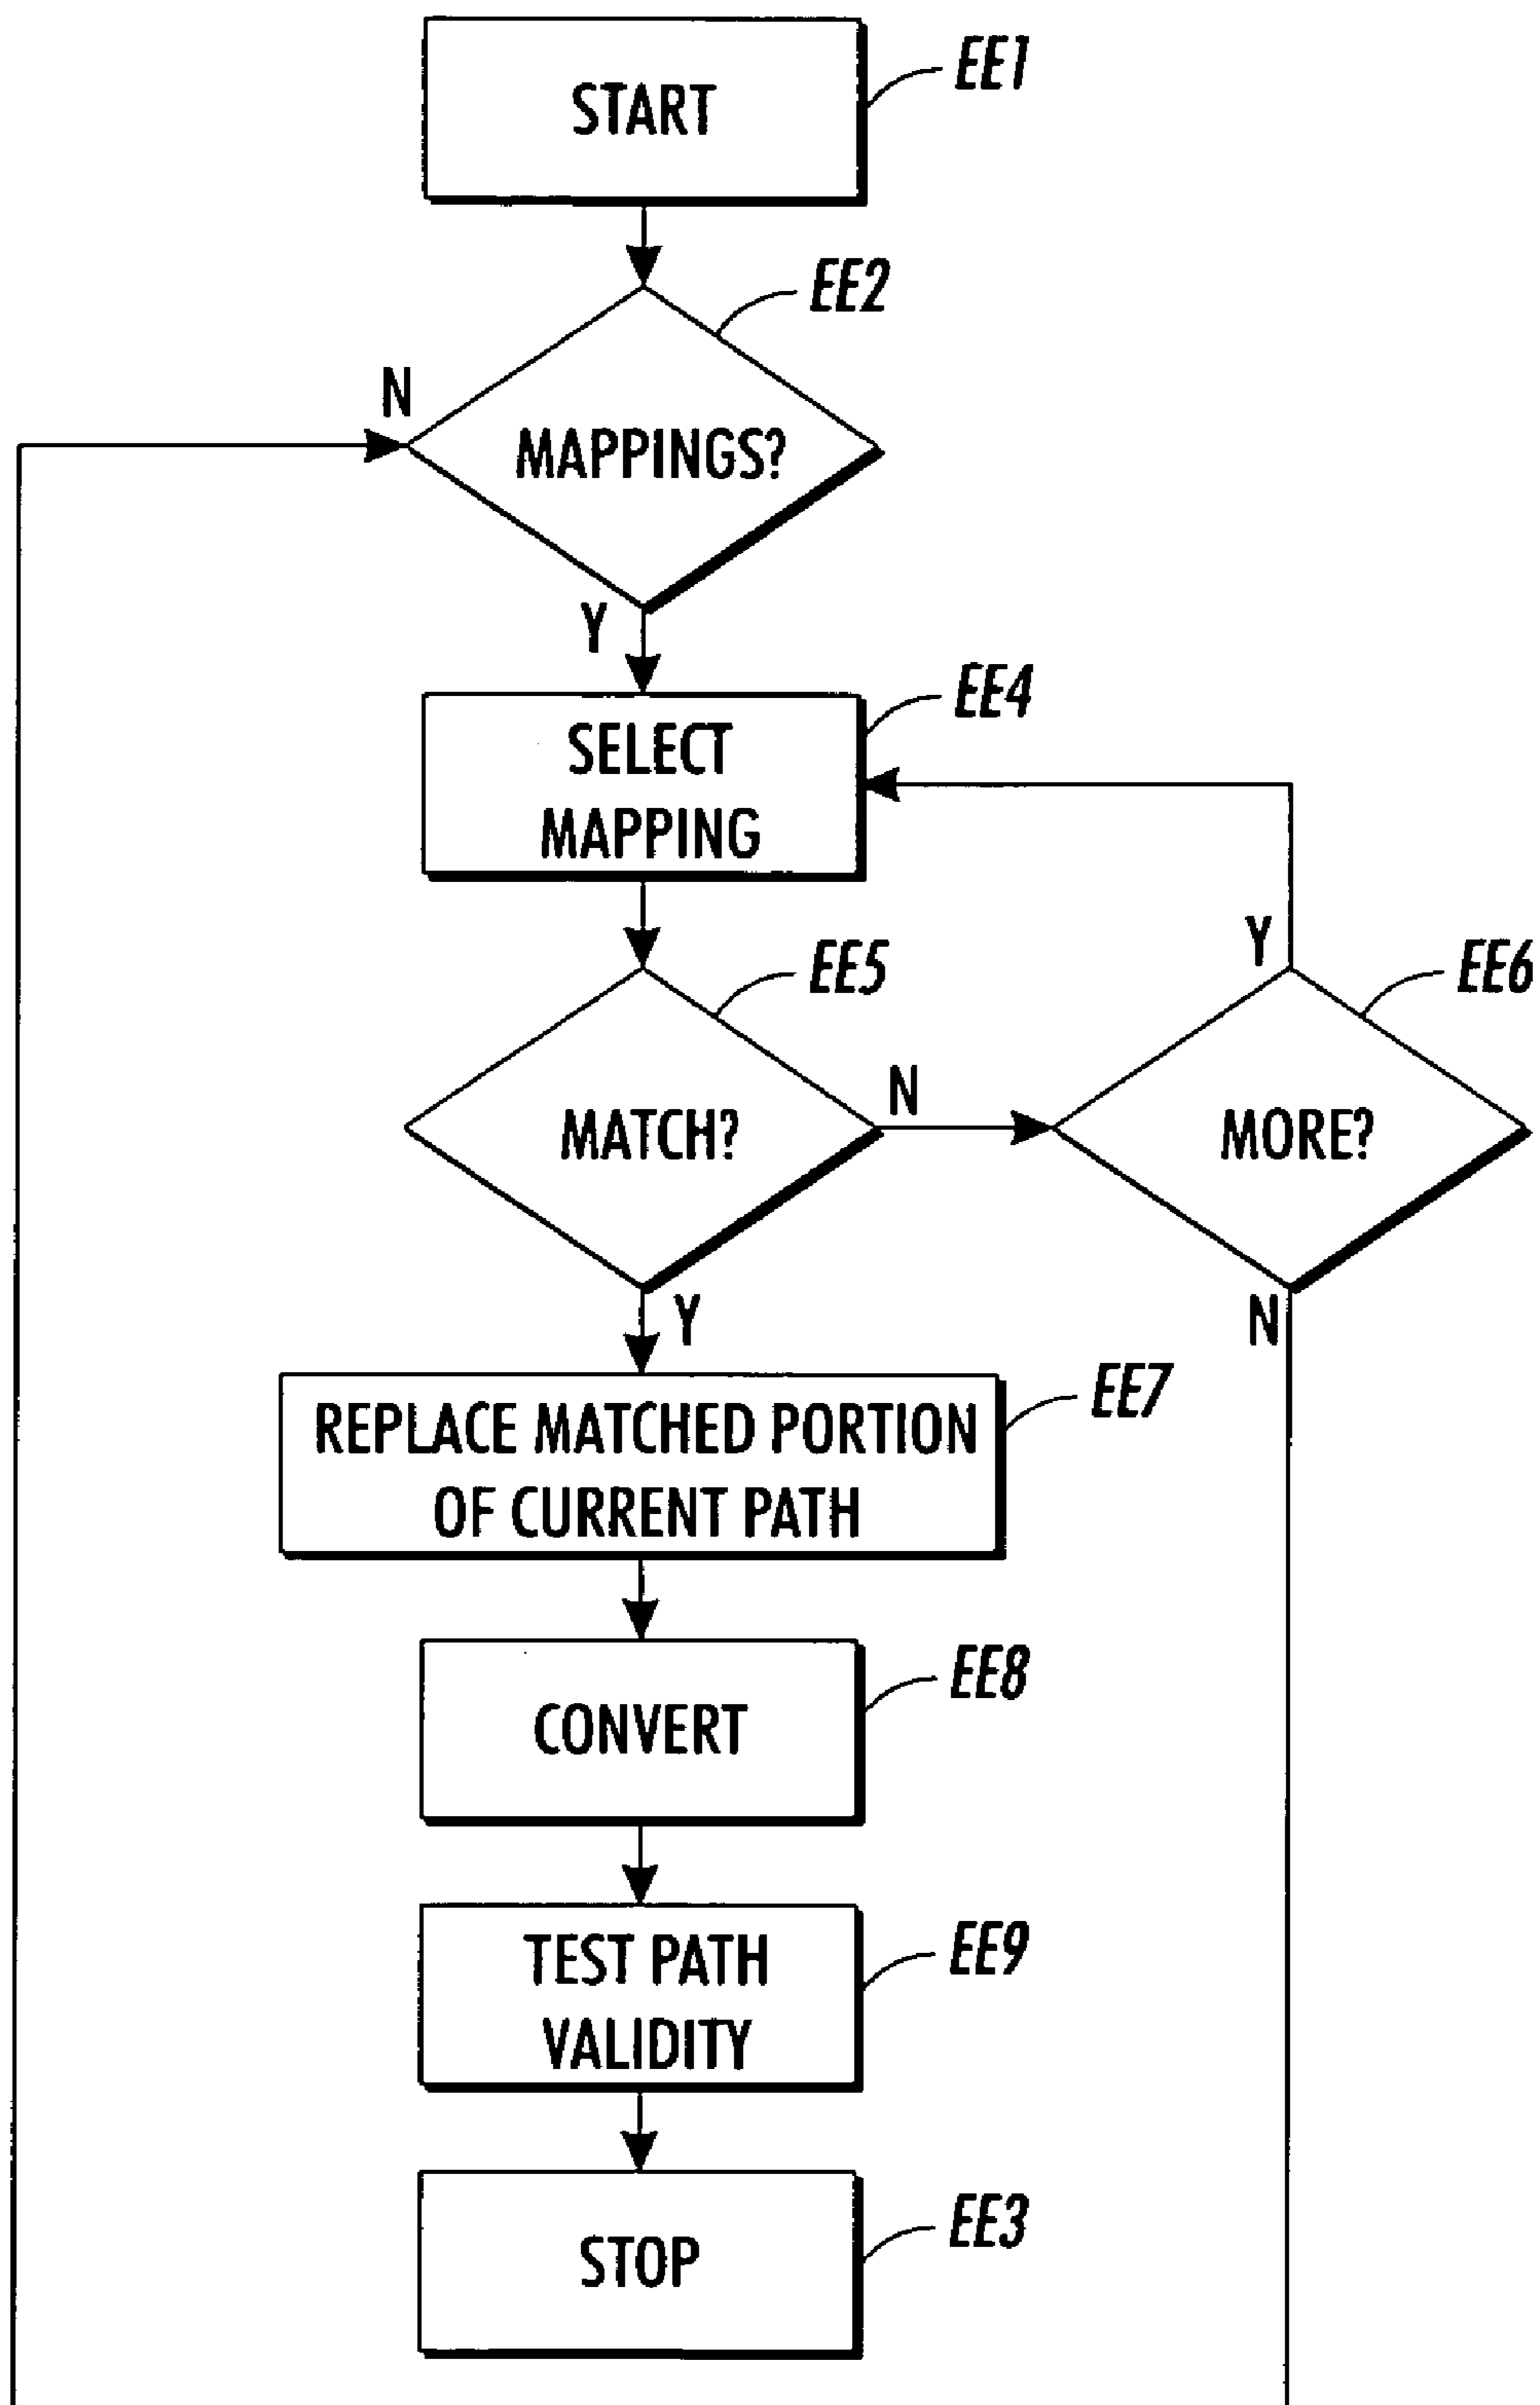 START
EE1
EE2
N
MAPPINGS?
Y
EE4
SELECT
MAPPING
EE5
Y
EE6
MATCH?
N
MORE?
Y
N
EE7
REPLACE MATCHED PORTION
OF CURRENT PATH
EE8
CONVERT
EE9
TEST PATH
VALIDITY
EE3
STOP